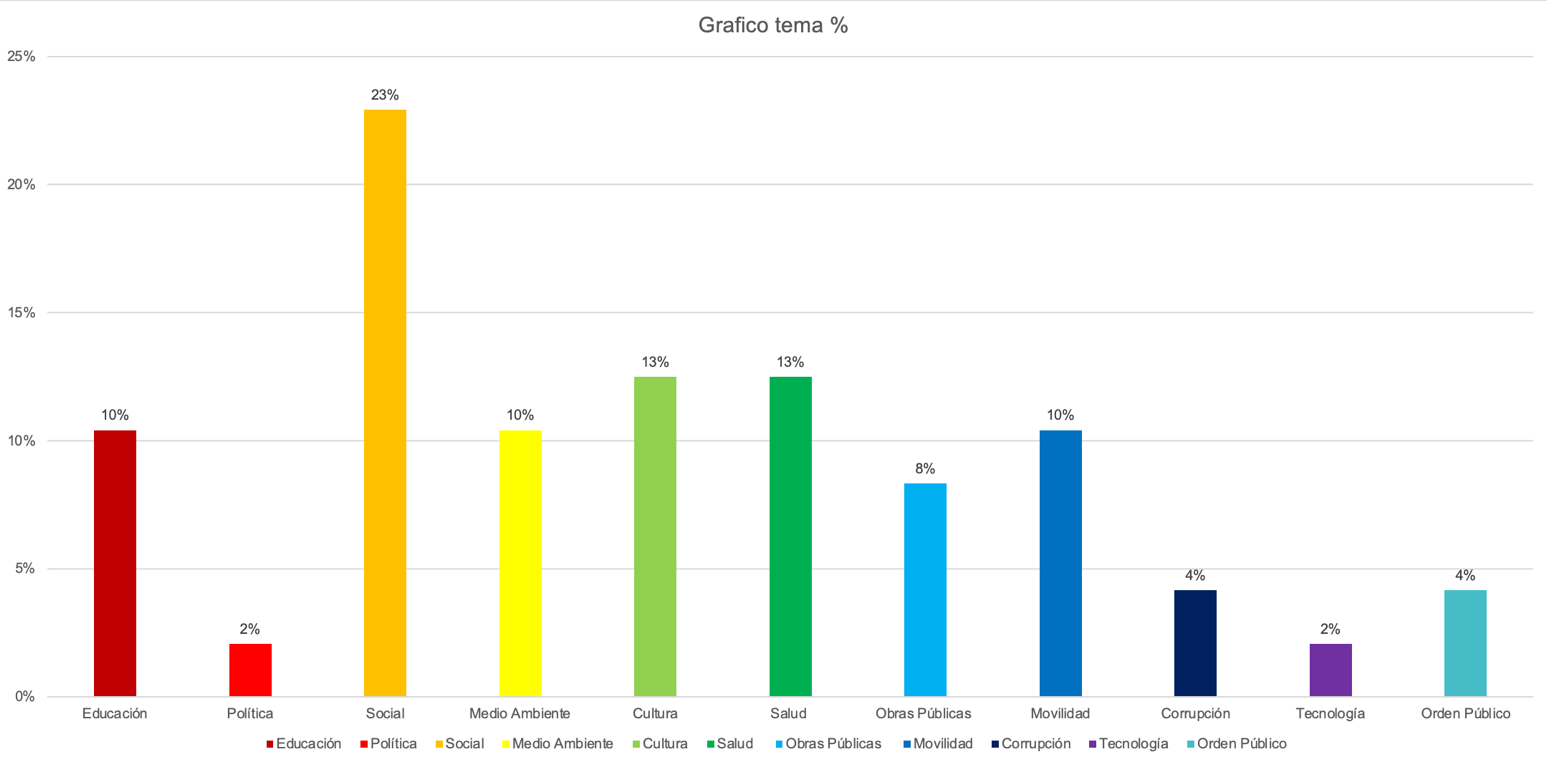 Grafico tema %
25%
23%
20%
15%
13% 13%
10% 10% 10%
10%
8%
5%
4% 4%
2% 2%
0%
Educación Política Social Medio Ambiente Cultura Salud Obras Públicas Movilidad Corrupción Tecnología Orden Público
Educación Política Social Medio Ambiente Cultura Salud Obras Públicas Movilidad Corrupción Tecnología Orden Público